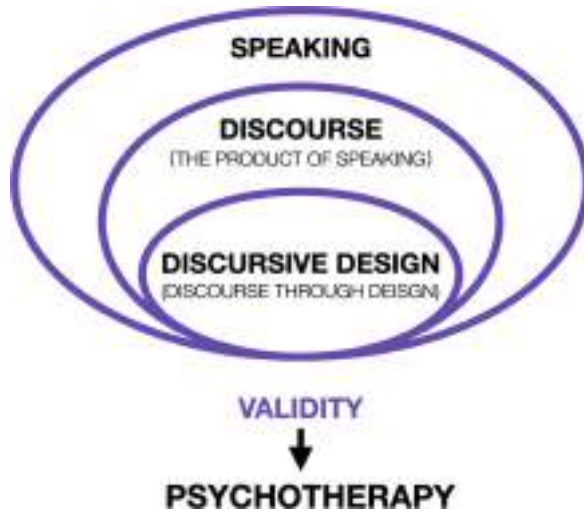 SPEAKING
DISCOURSE
(THE PRODUCT OF SPEAKING)
DISCURSIVE DESIGN
(DISCOURSE THROUGH DEISGN)
VALIDITY
PSYCHOTHERAPY